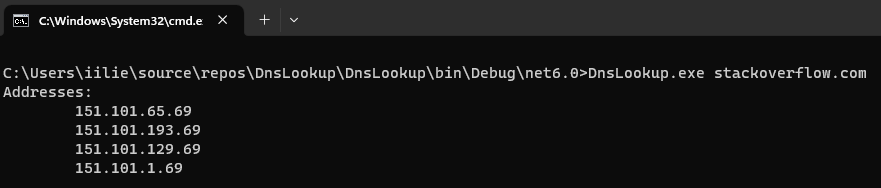 C:\Windows\System32\cmd.e
C:\Users\iilie\source\repos\DnsLookup\DnsLookup\bin\Debug\net6.0>DnsLookup.exe stackoverflow.com
Addresses:
151.101.65.69
151.101.193.69
151.101.129.69
151.101.1.69